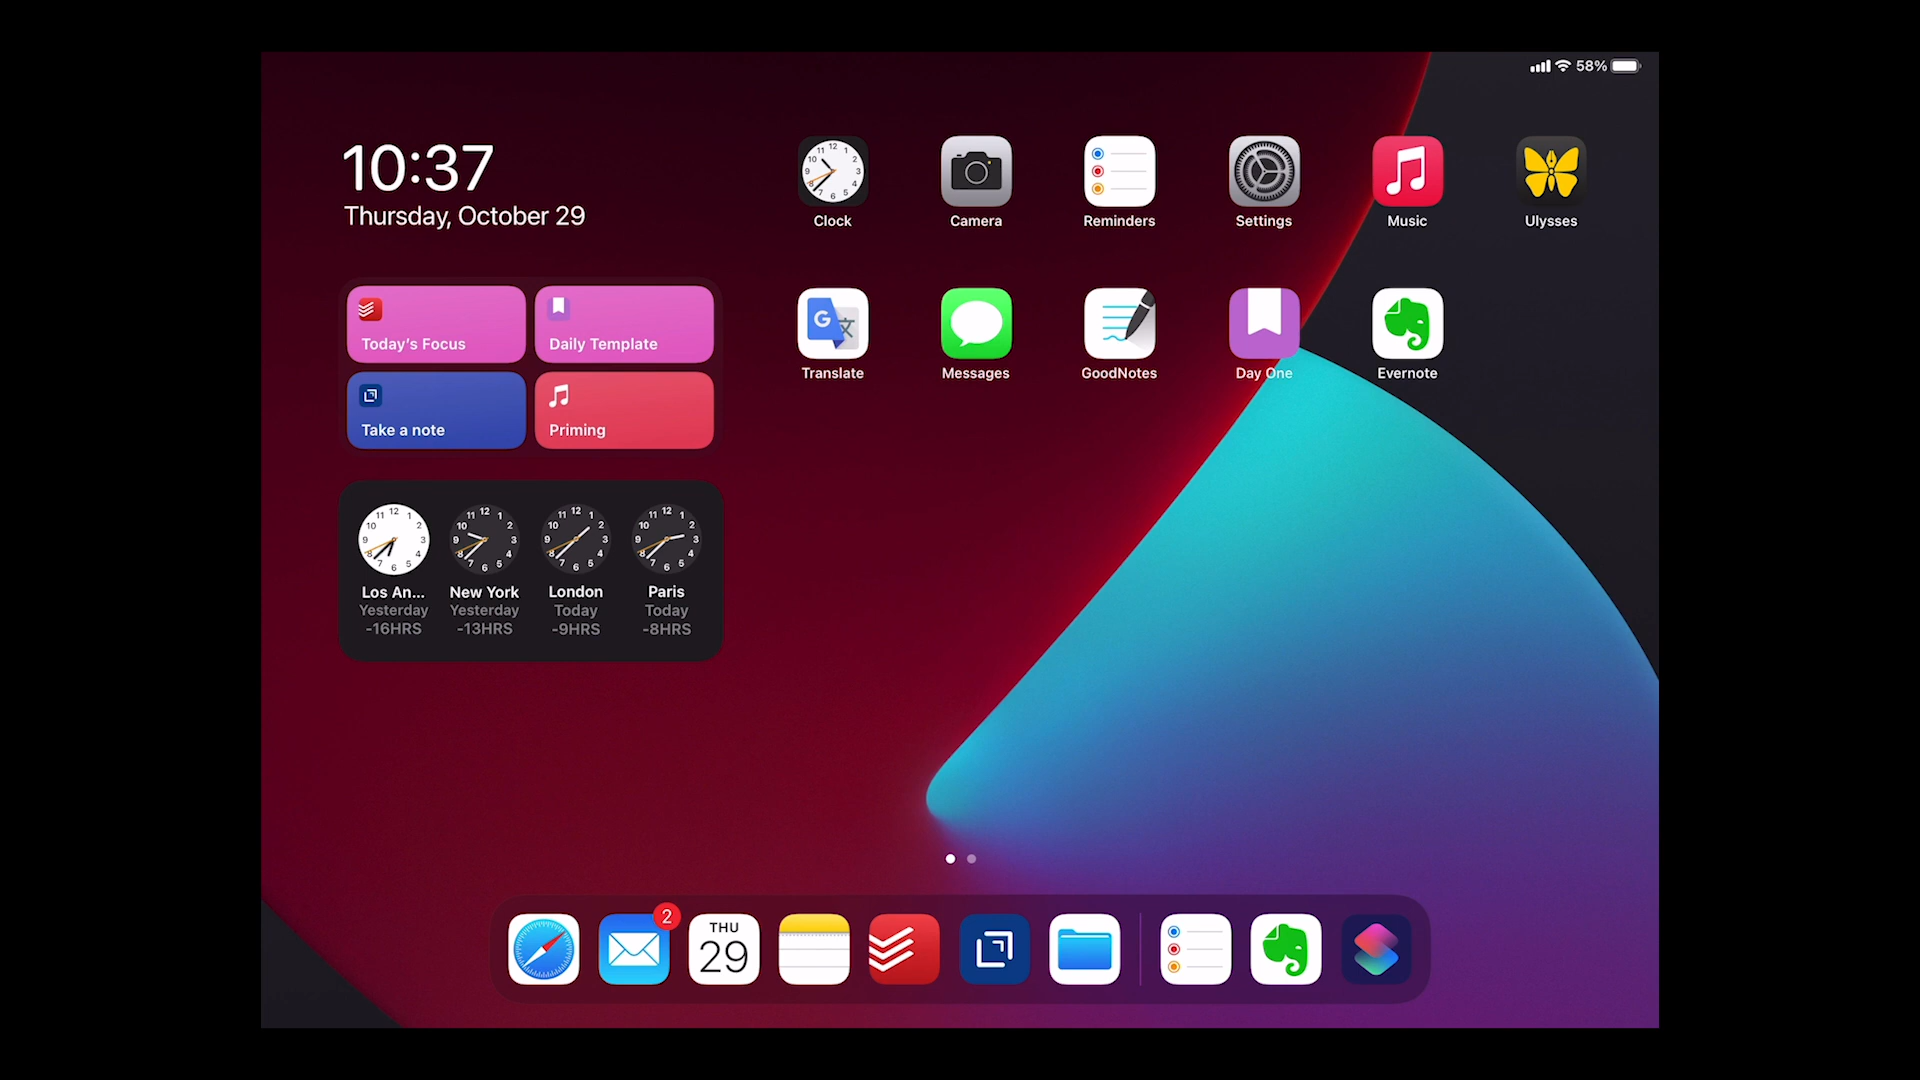 58%
10:37
Thursday, October 29
Clock
Camera
Reminders
Settings
Music
Ulysses
Today's Focus
Daily Template
Take a note
Priming
G
Translate
Messages
GoodNotes
Day One
Evernote
Los An...
Yesterday
-16HRS
New York
Yesterday
-13HRS
London
Today
-9HRS
Paris
Today
-8HRS
2
THU
29